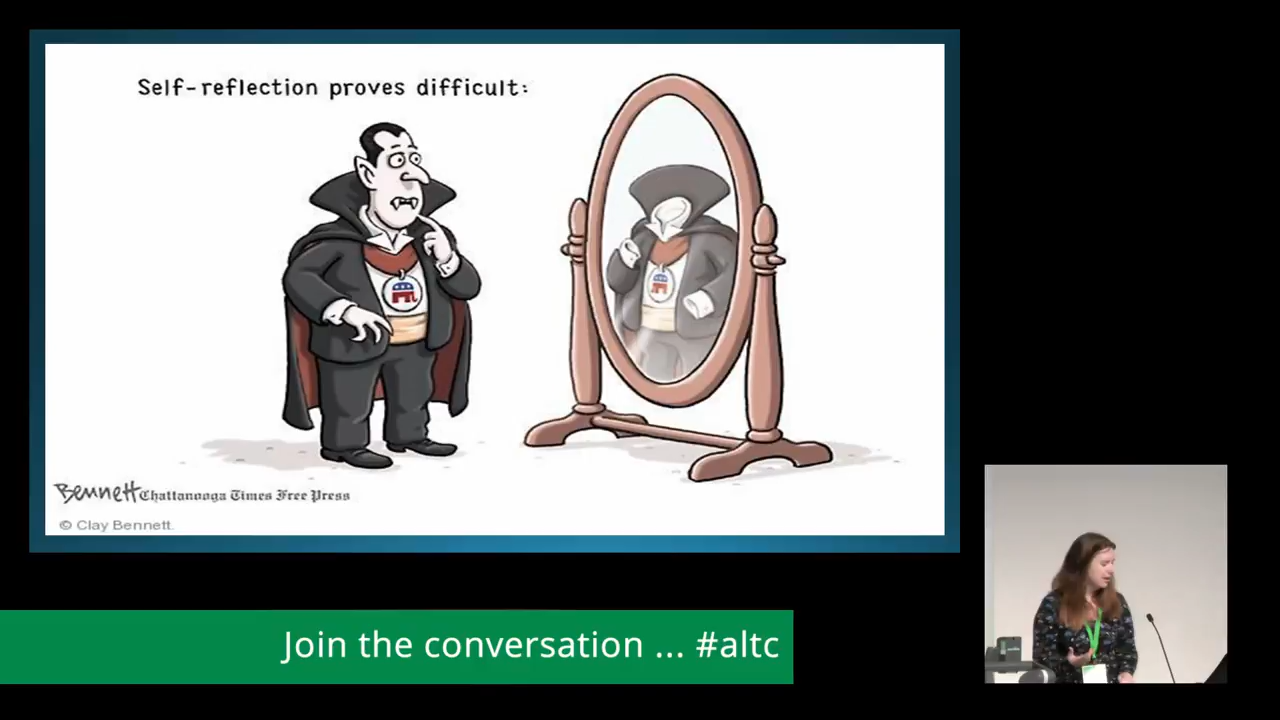 Self-reflection proves difficult:
Bennett Chattanooga Times Free Press
© Clay Bennett.
Join the conversation ... #altc